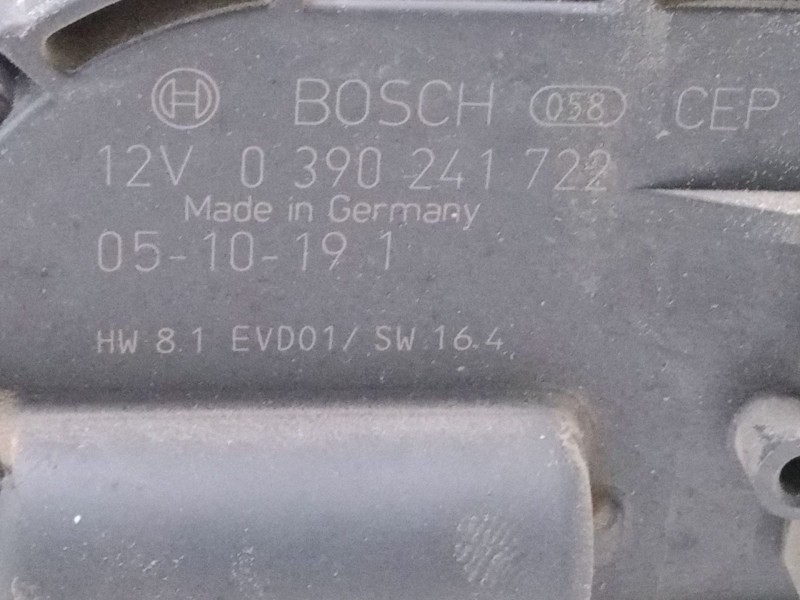 BOSCH 058 CEP
12V 0 390 241 722
Made in Germany
05-10-19 1
HW 8.1 EVD01/ SW 16.4